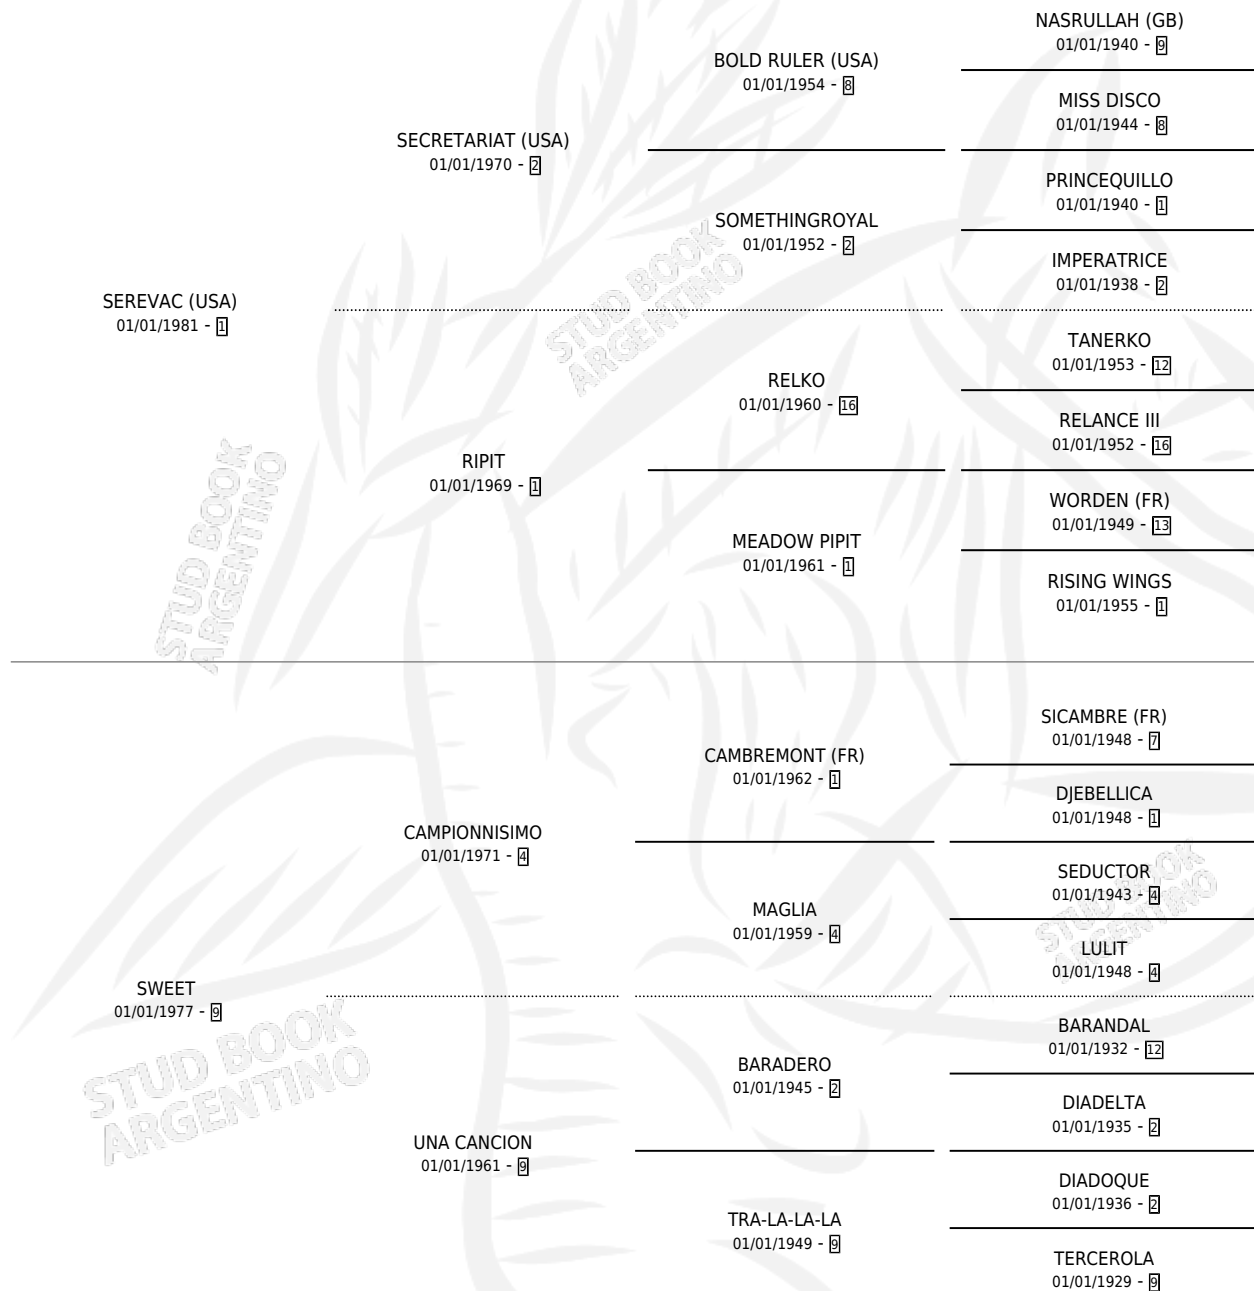 NASRULLAH (GB)
01/01/1940 - 9
BOLD RULER (USA)
01/01/1954 - 8
MISS DISCO
01/01/1944 - 8
SECRETARIAT (USA)
01/01/1970 - 2
PRINCEQUILLO
01/01/1940 - 1
SOMETHINGROYAL
01/01/1952 - 2
IMPERATRICE
01/01/1938 - 2
SEREVAC (USA)
01/01/1981 - 1
TANERKO
01/01/1953 - 12
RELKO
01/01/1960 - 16
RELANCE III
01/01/1952 - 16
RIPIT
01/01/1969 - 1
WORDEN (FR)
01/01/1949 - 13
MEADOW PIPIT
01/01/1961 - 1
RISING WINGS
01/01/1955 - 1
STUD BOOK
ARGENTINO
STUD BOOK
ARGENTINO
SICAMBRE (FR)
01/01/1948 - 7
CAMBREMONT (FR)
01/01/1962 - 1
DJEBELLICA
01/01/1948 - 1
CAMPIONNISIMO
01/01/1971 - 4
SEDUCTOR
01/01/1943 - 4
MAGLIA
01/01/1959 - 4
LULIT
01/01/1948 - 4
STUD BOOK
ARGENTINO
SWEET
01/01/1977 - 9
BARANDAL
01/01/1932 - 12
BARADERO
01/01/1945 - 2
DIADELTA
01/01/1935 - 2
STUD BOOK
ARGENTINO
UNA CANCION
01/01/1961 - 9
DIADOQUE
01/01/1936 - 2
TRA-LA-LA-LA
01/01/1949 - 9
TERCEROLA
01/01/1929 - 9